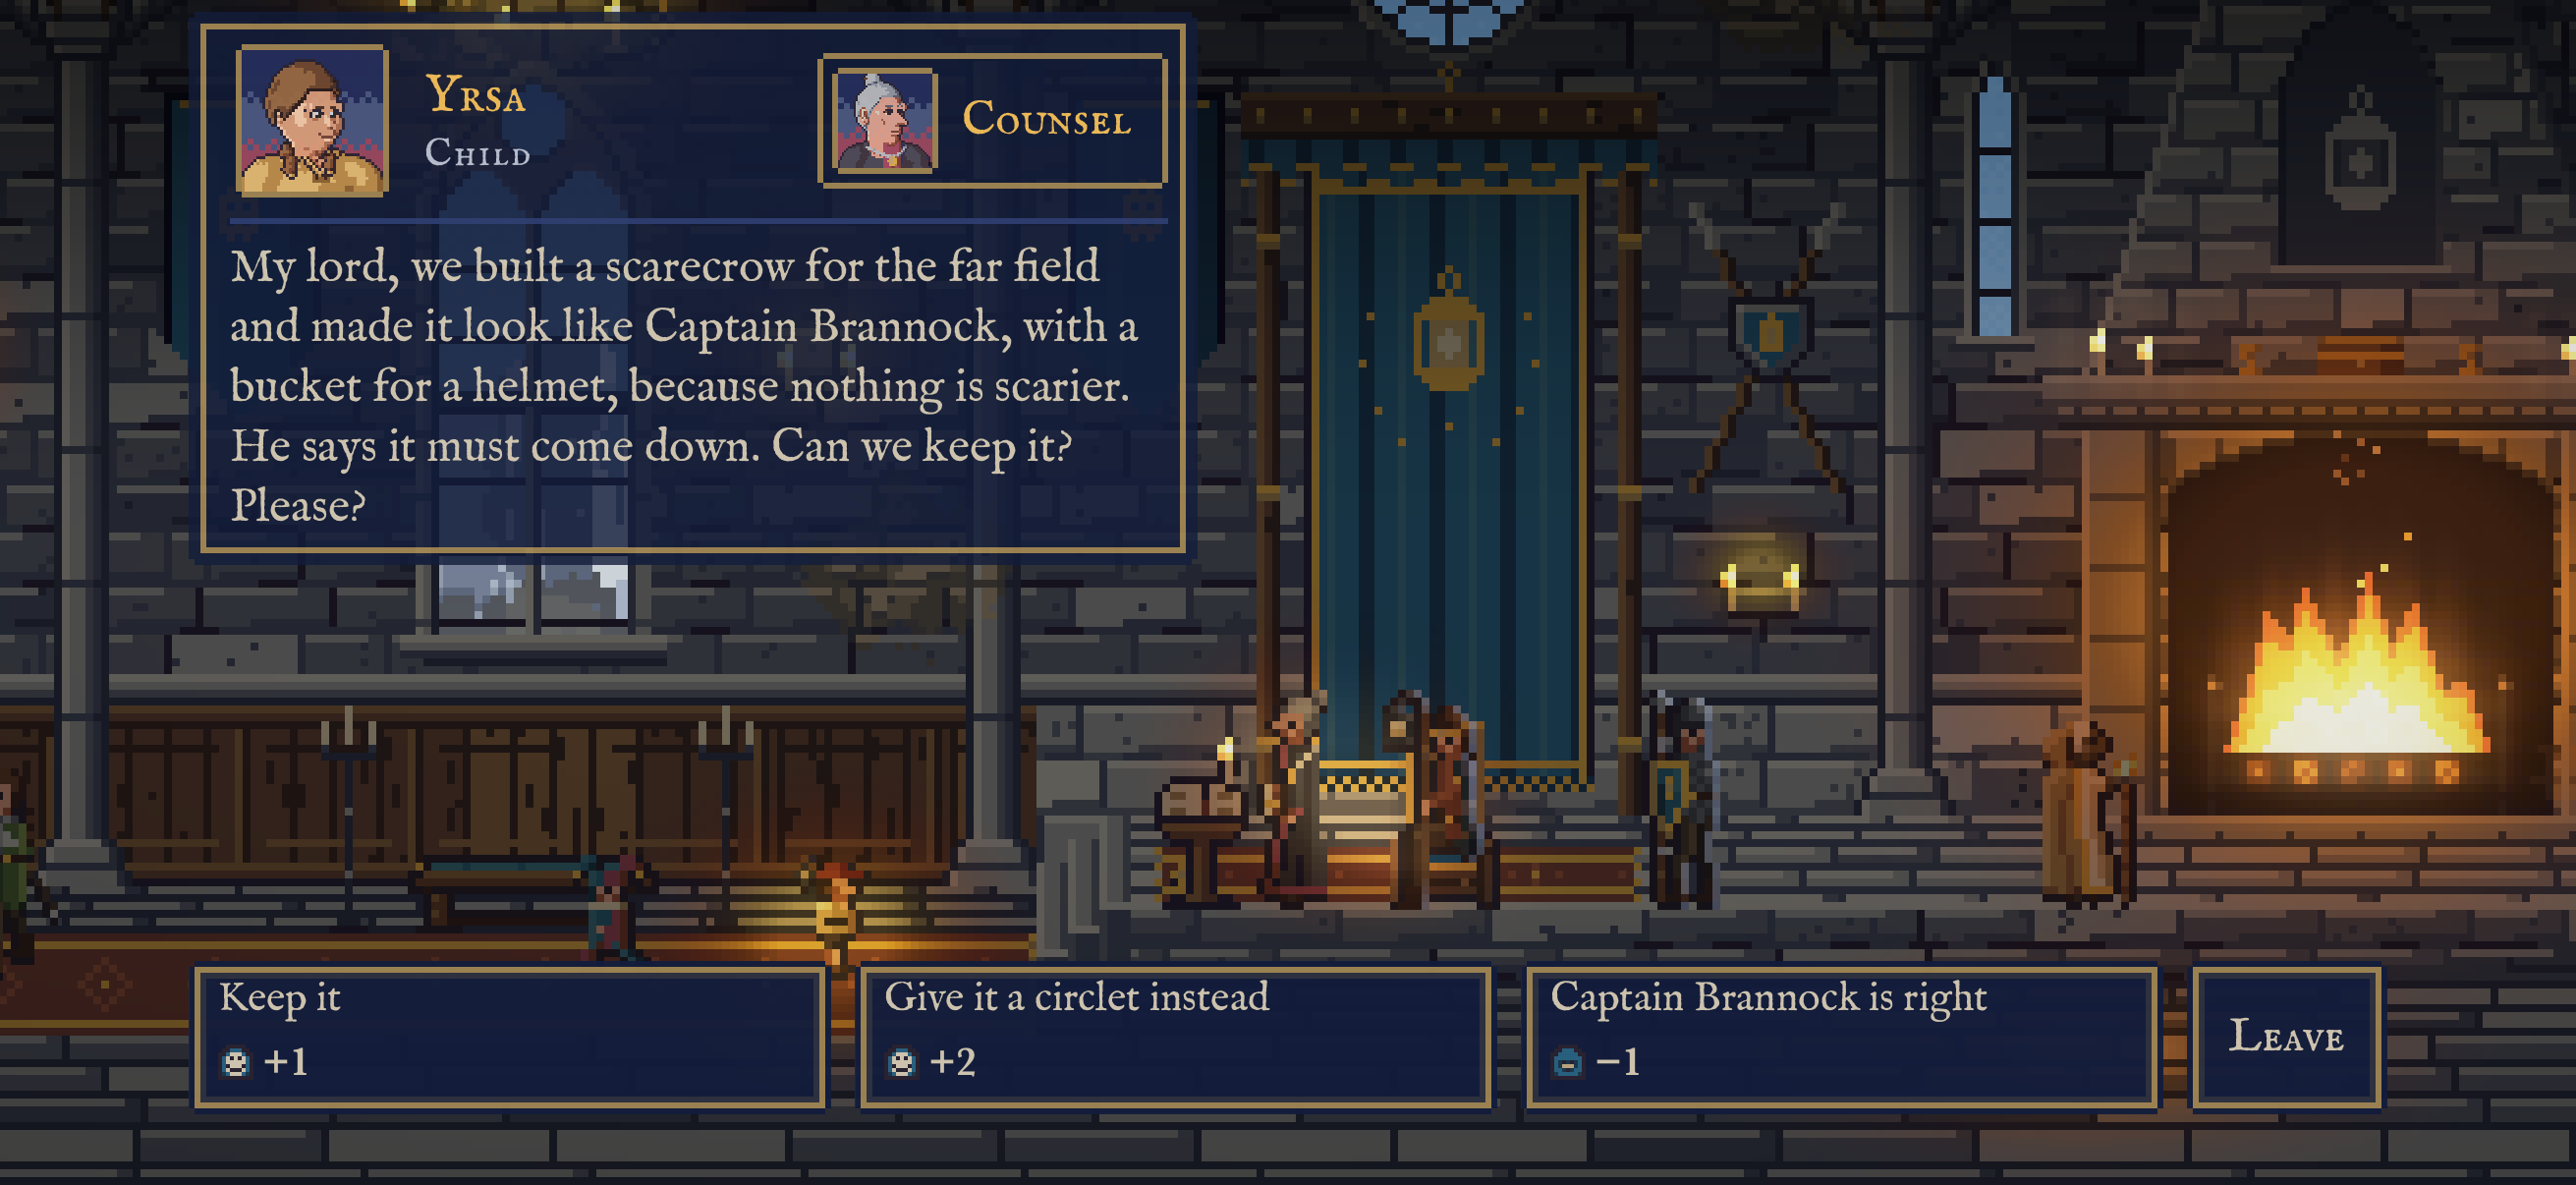 Yrsa
Child
Counsel
My lord, we built a scarecrow for the far field
and made it look like Captain Brannock, with a
bucket for a helmet, because nothing is scarier.
He says it must come down. Can we keep it?
Please?
Keep it
+1
Give it a circlet instead
+2
Captain Brannock is right
−1
Leave